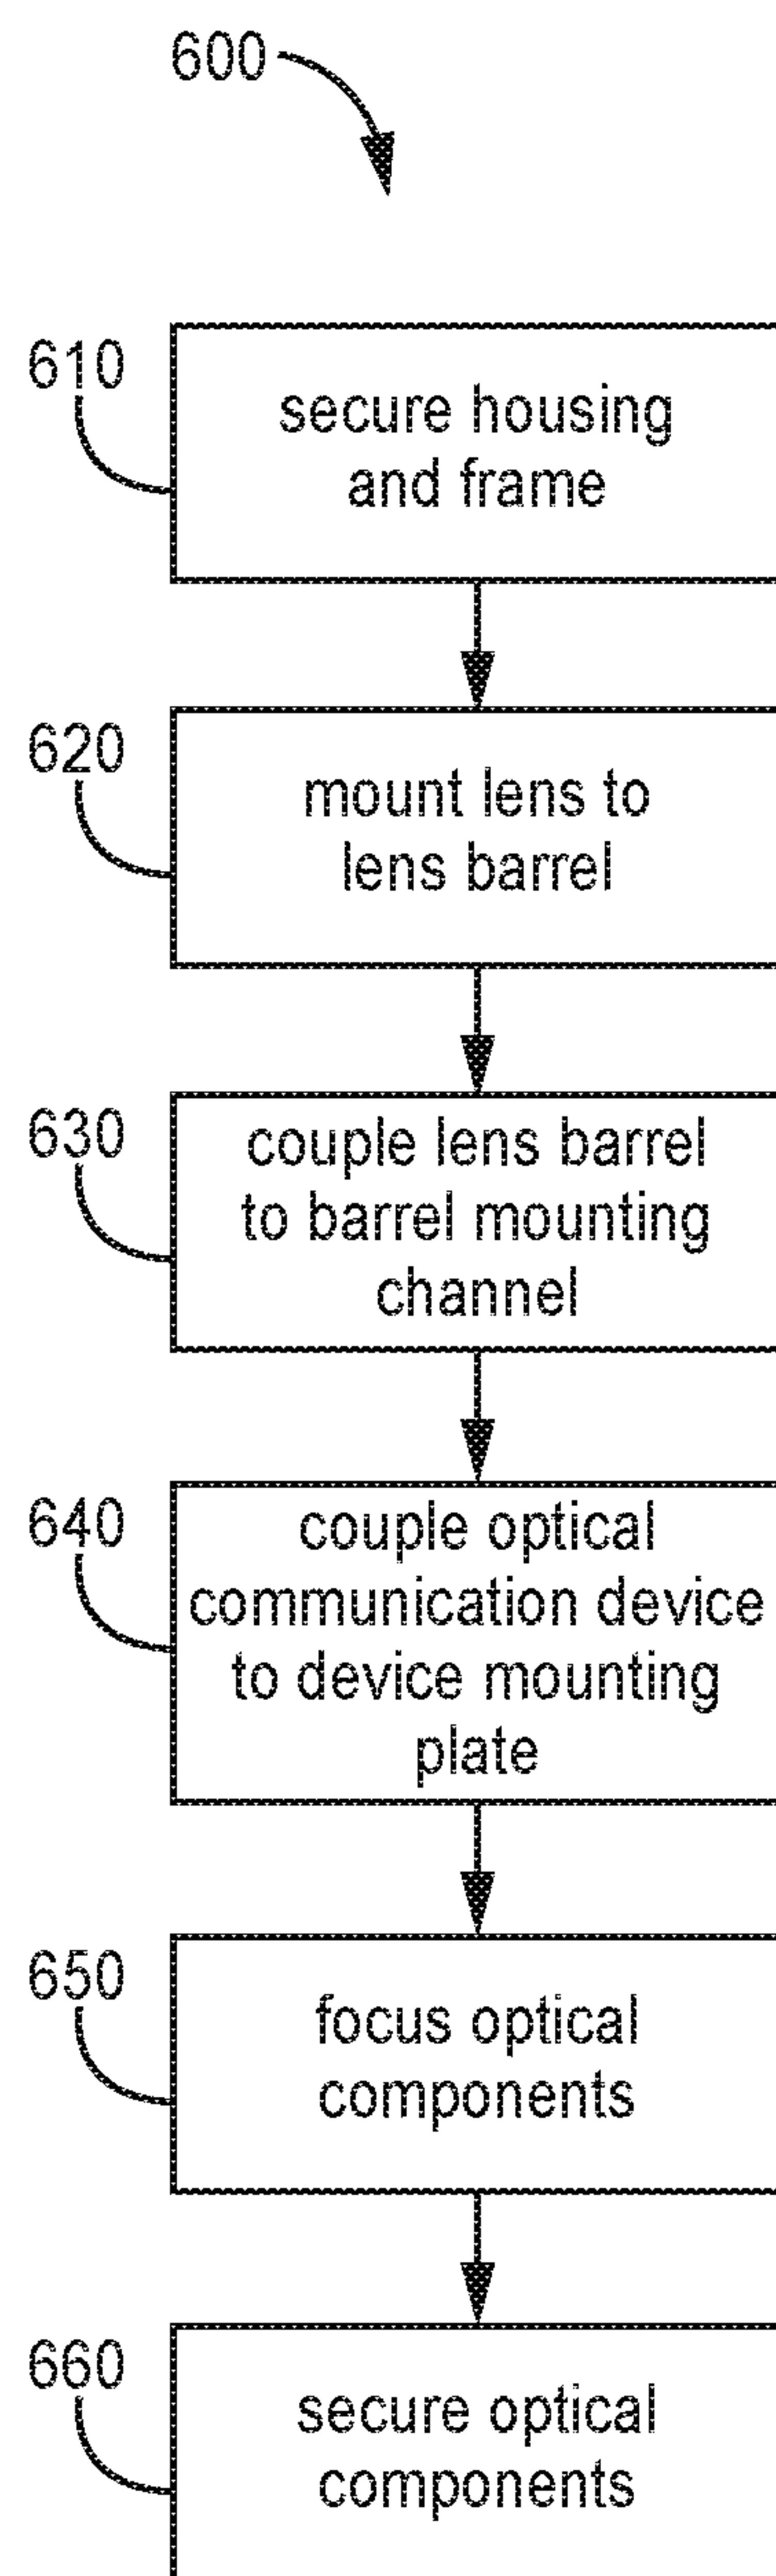 600
610
secure housing
and frame
620
mount lens to
lens barrel
630
couple lens barrel
to barrel mounting
channel
640
couple optical
communication device
to device mounting
plate
650
focus optical
components
660
secure optical
components